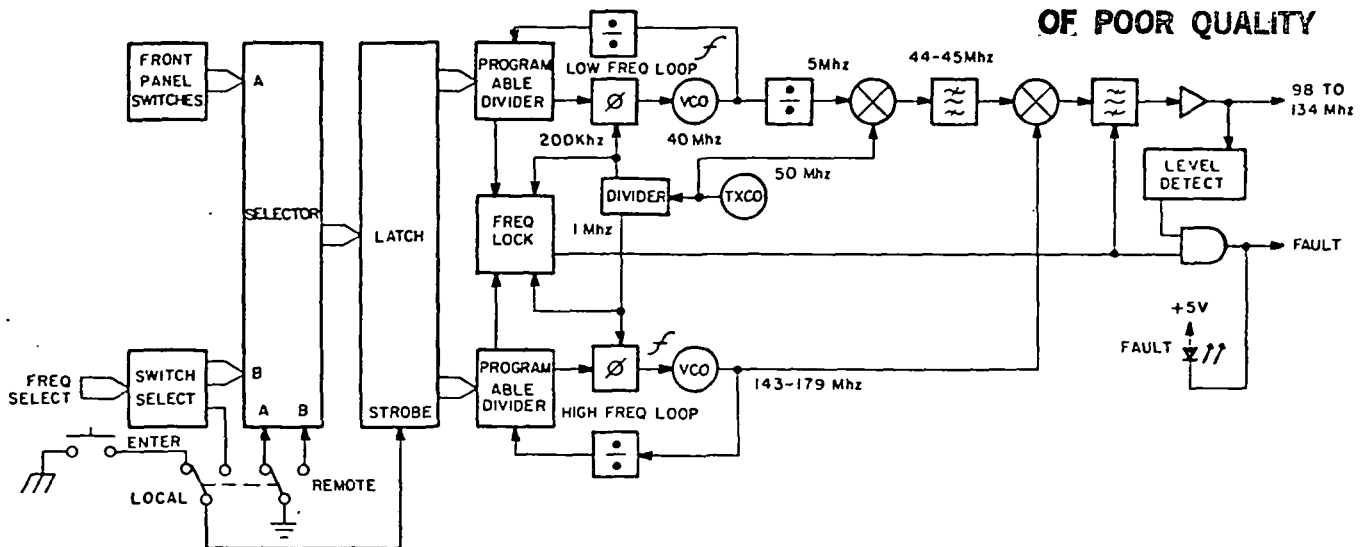 OF POOR QUALITY
FRONT
PANEL
SWITCHES
A
SELECTOR
B
A B
FREQ
SELECT
SWITCH
SELECT
ENTER
LOCAL
REMOTE
LATCH
STROBE
PROGRAM
ABLE
DIVIDER
÷
LOW FREQ LOOP
f
Ø
VCO
200Khz
40 Mhz
÷
5Mhz
44-45Mhz
98 TO
134 Mhz
50 Mhz
DIVIDER
TXCO
1 Mhz
FREQ
LOCK
LEVEL
DETECT
FAULT
+5V
FAULT
PROGRAM
ABLE
DIVIDER
Ø
f
VCO
143-179 Mhz
HIGH FREQ LOOP
÷